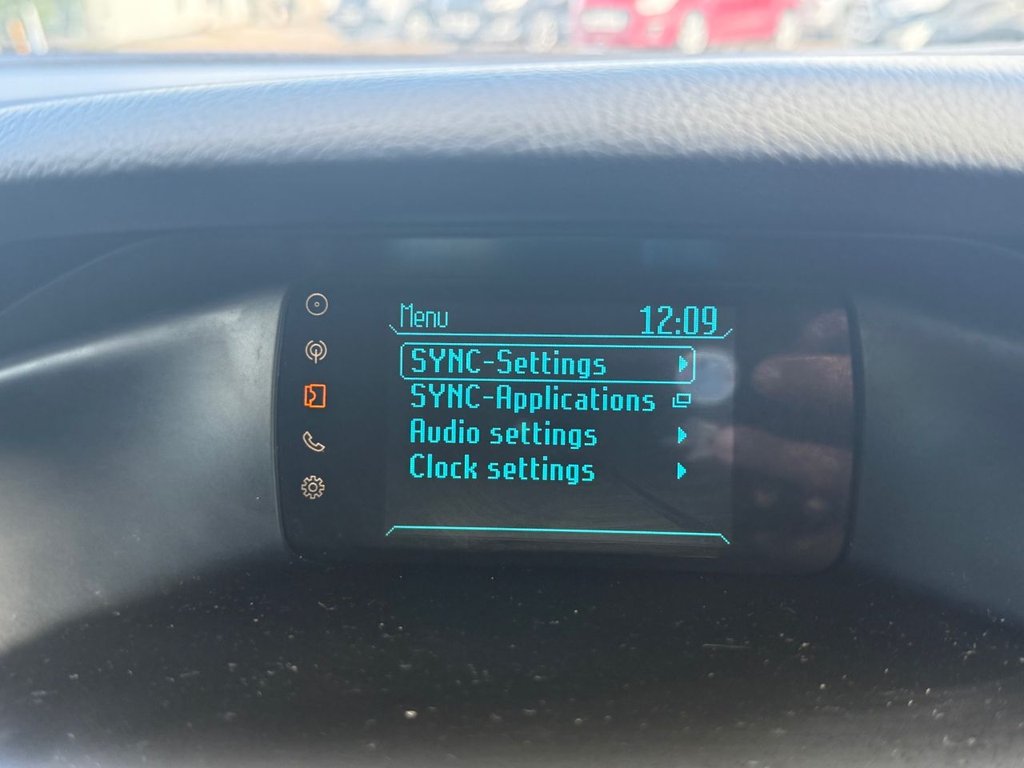 Menu 12:09
SYNC-Settings
SYNC-Applications
Audio settings
Clock settings